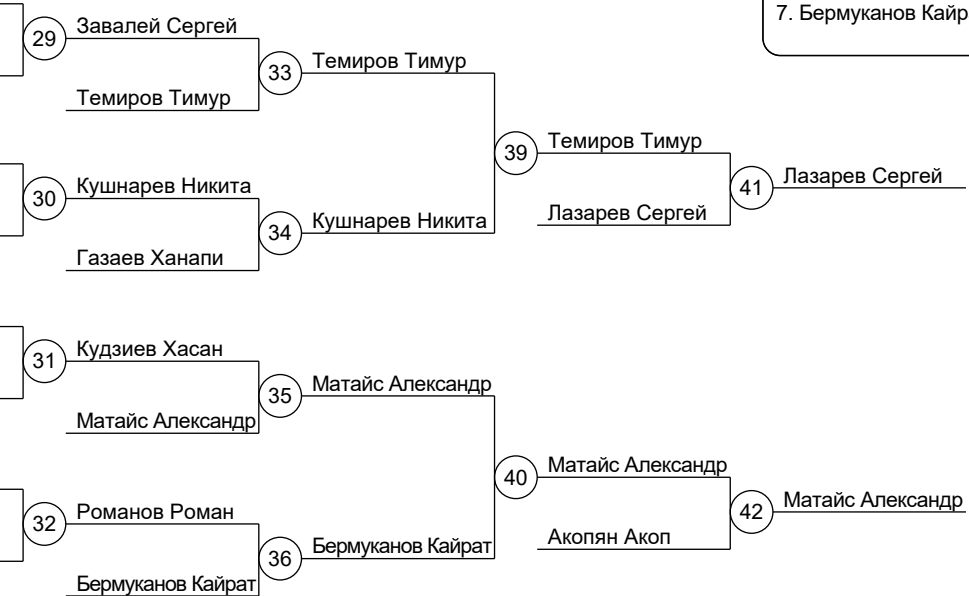 7. Бермуканов Кайр
29
Завалей Сергей
33
Темиров Тимур
Темиров Тимур
39
Темиров Тимур
41
Лазарев Сергей
30
Кушнарев Никита
34
Кушнарев Никита
Лазарев Сергей
Газаев Ханапи
31
Кудзиев Хасан
35
Матайс Александр
Матайс Александр
40
Матайс Александр
42
Матайс Александр
32
Романов Роман
36
Бермуканов Кайрат
Акопян Акоп
Бермуканов Кайрат